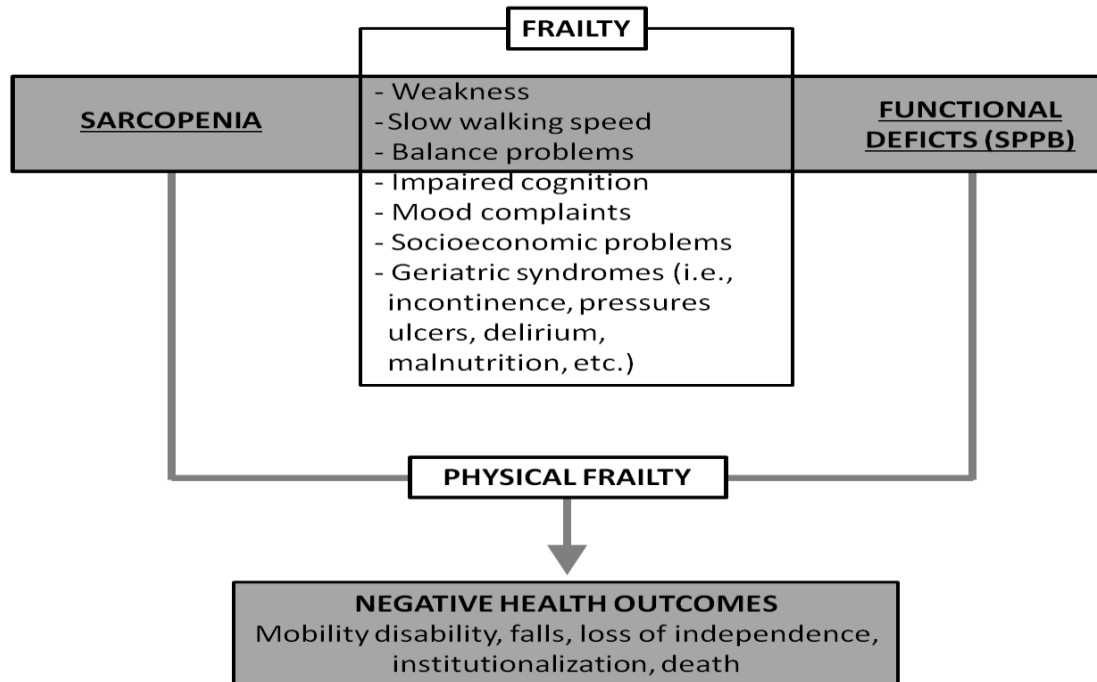 FRAILTY
SARCOPENIA
- Weakness
-Slow walking speed
- Balance problems
- Impaired cognition
- Mood complaints
- Socioeconomic problems
- Geriatric syndromes (i.e.,
incontinence, pressures
ulcers, delirium,
malnutrition, etc.)
FUNCTIONAL
DEFICTS (SPPB)
PHYSICAL FRAILTY
NEGATIVE HEALTH OUTCOMES
Mobility disability, falls, loss of independence,
institutionalization, death